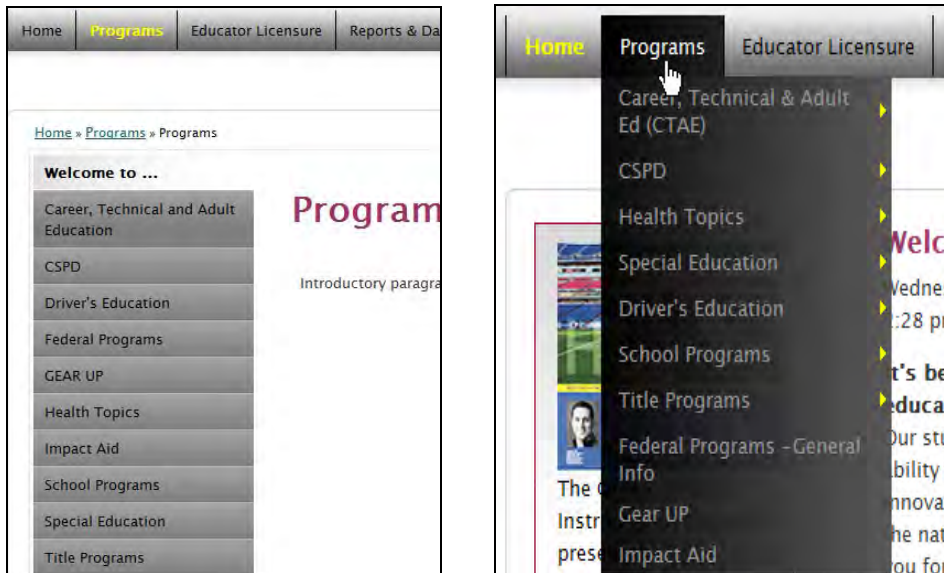 Home Programs Educator Licensure Reports & Da
Home » Programs » Programs
Welcome to ...
Career, Technical and Adult
Education
CSPD
Driver's Education
Federal Programs
GEAR UP
Health Topics
Impact Aid
School Programs
Special Education
Title Programs
Program
Introductory paragra
Home Programs Educator Licensure
Career, Technical & Adult
Ed (CTAE)
CSPD
Health Topics
Special Education
Driver's Education
School Programs
Title Programs
Federal Programs –General
Info
Gear UP
Impact Aid
Welc
Wedne
:28 p
t's be
educa
Our stu
bility
nnova
he nat
you for
The
Instr
prese